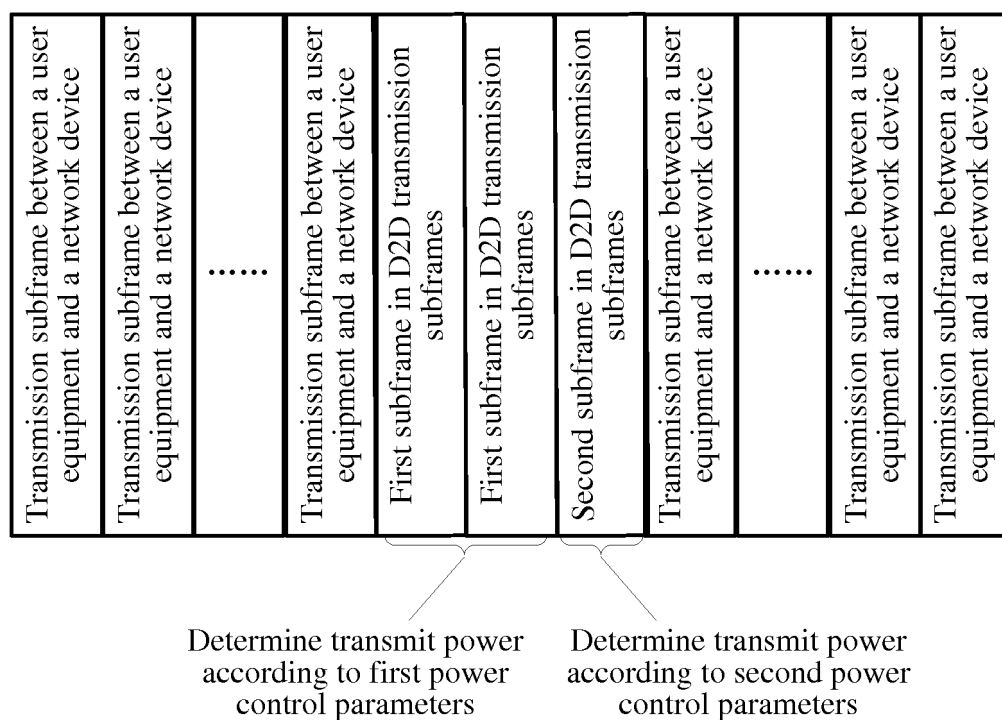 Transmission subframe between a user
equipment and a network device
Transmission subframe between a user
equipment and a network device
......
Transmission subframe between a user
equipment and a network device
First subframe in D2D transmission
subframes
First subframe in D2D transmission
subframes
Second subframe in D2D transmission
subframes
Transmission subframe between a user
equipment and a network device
......
Transmission subframe between a user
equipment and a network device
Transmission subframe between a user
equipment and a network device
Determine transmit power
according to first power
control parameters
Determine transmit power
according to second power
control parameters